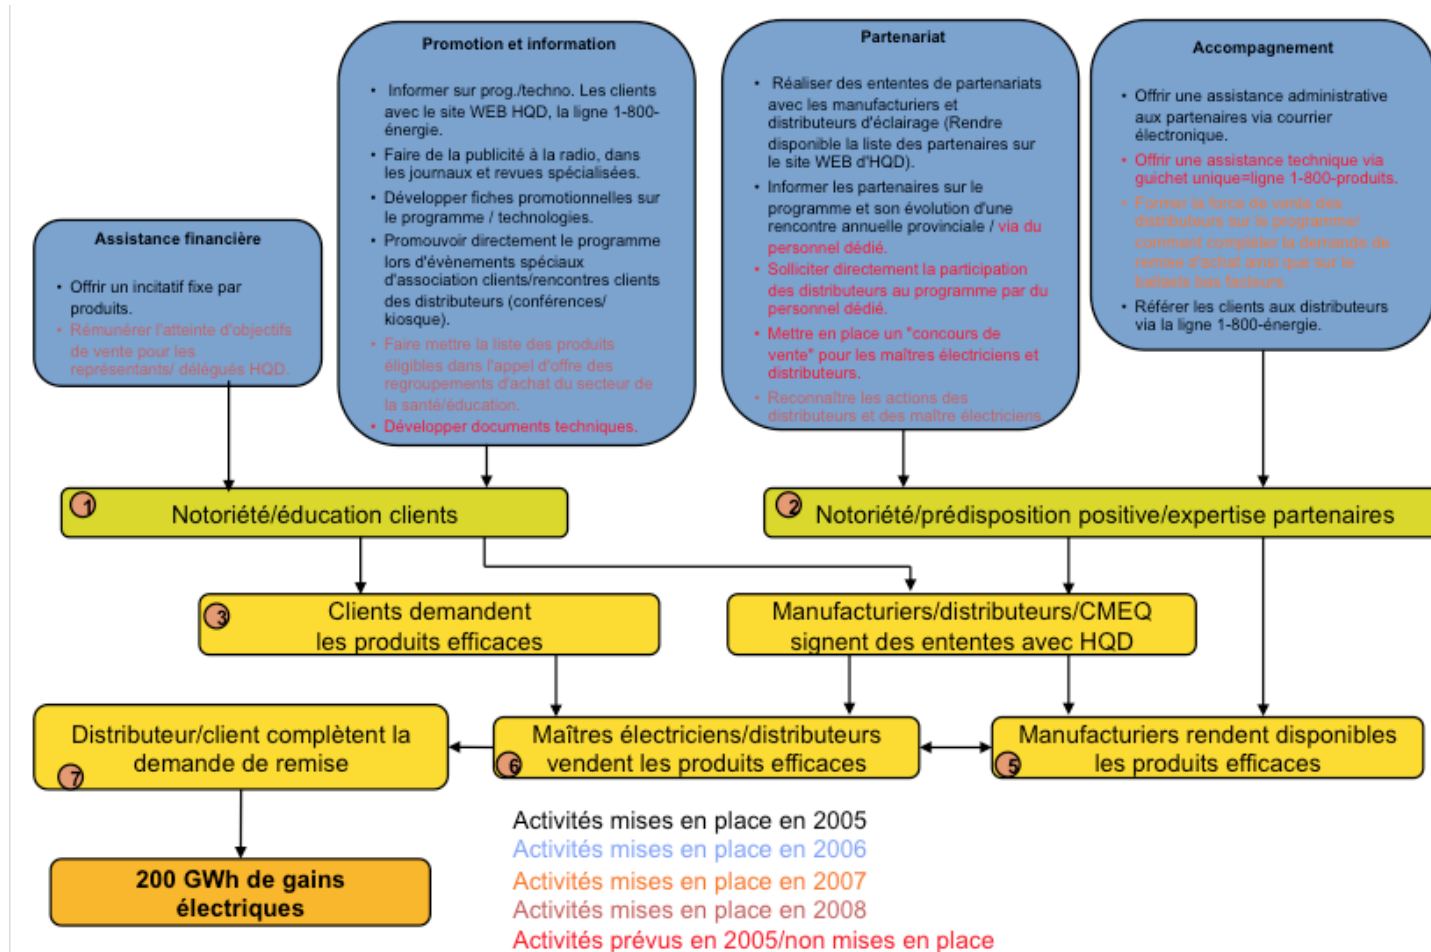 Assistance financière
• Offrir un incitatif fixe par
produits.
• Rémunérer l'atteinte d'objectifs
de vente pour les
représentants/ délégués HQD.
Promotion et information
• Informer sur prog./techno. Les clients
avec le site WEB HQD, la ligne 1-800-
énergie.
• Faire de la publicité à la radio, dans
les journaux et revues spécialisées.
• Développer fiches promotionnelles sur
le programme / technologies.
• Promouvoir directement le programme
lors d'évènements spéciaux
d'association clients/rencontres clients
des distributeurs (conférences/
kiosque).
• Faire mettre la liste des produits
éligibles dans l'appel d'offre des
regroupements d'achat du secteur de
la santé/éducation.
• Développer documents techniques.
Partenariat
• Réaliser des ententes de partenariats
avec les manufacturiers et
distributeurs d'éclairage (Rendre
disponible la liste des partenaires sur
le site WEB d'HQD).
• Informer les partenaires sur le
programme et son évolution d'une
rencontre annuelle provinciale / via du
personnel dédié.
• Solliciter directement la participation
des distributeurs au programme par du
personnel dédié.
• Mettre en place un "concours de
vente" pour les maîtres électriciens et
distributeurs.
• Reconnaître les actions des
distributeurs et des maître électriciens
Accompagnement
• Offrir une assistance administrative
aux partenaires via courrier
électronique.
• Offrir une assistance technique via
guichet unique=ligne 1-800-produits.
• Former la force de vente des
distributeurs sur le programme/
comment compléter la demande de
remise d'achat ainsi que sur le
ballasts bas facteurs.
• Référer les clients aux distributeurs
via la ligne 1-800-énergie.
1
Notoriété/éducation clients
2
Notoriété/prédisposition positive/expertise partenaires
3
Clients demandent
les produits efficaces
Manufacturiers/distributeurs/CMEQ
signent des ententes avec HQD
Distributeur/client complètent la
demande de remise
7
Maîtres électriciens/distributeurs
vendent les produits efficaces
6
Manufacturiers rendent disponibles
les produits efficaces
5
200 GWh de gains
électriques
Activités mises en place en 2005
Activités mises en place en 2006
Activités mises en place en 2007
Activités mises en place en 2008
Activités prévus en 2005/non mises en place